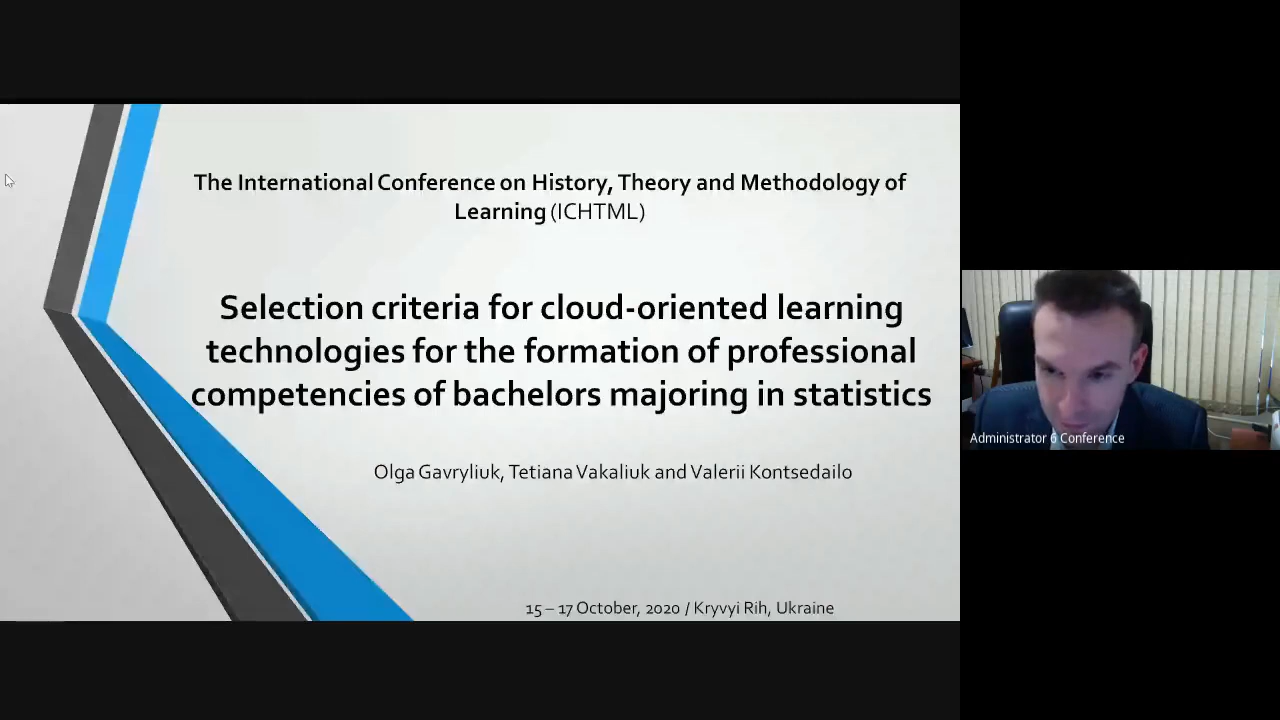 The International Conference on History, Theory and Methodology of
Learning (ICHTML)
Selection criteria for cloud-oriented learning
technologies for the formation of professional
competencies of bachelors majoring in statistics
Olga Gavryliuk, Tetiana Vakaliuk and Valerii Kontsedailo
15 – 17 October, 2020 / Kryvyi Rih, Ukraine
Administrator 6 Conference